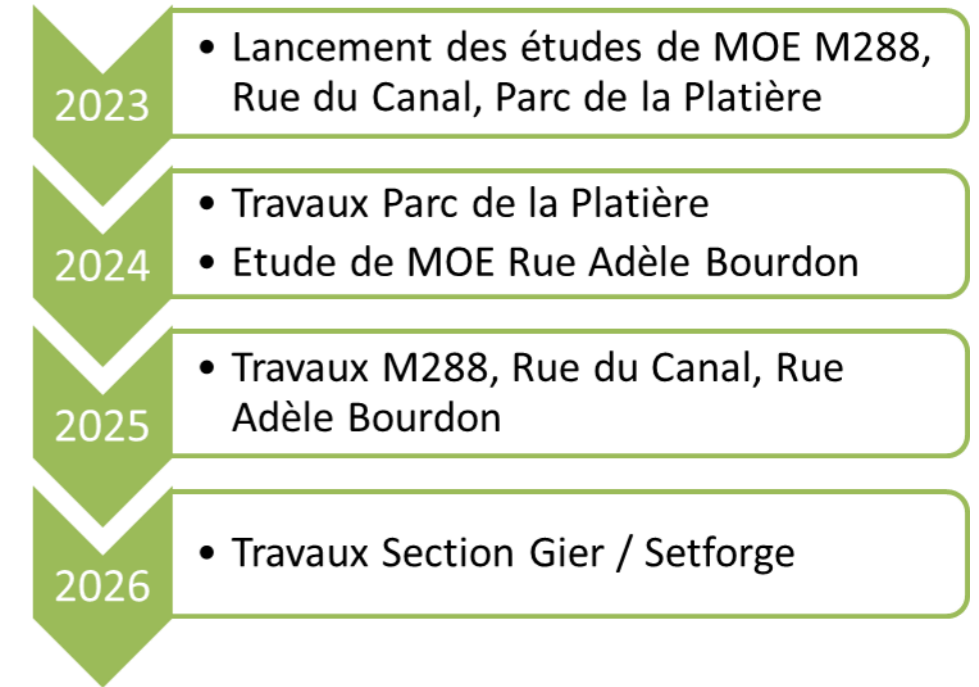 2023
• Lancement des études de MOE M288,
Rue du Canal, Parc de la Platière
2024
• Travaux Parc de la Platière
• Etude de MOE Rue Adèle Bourdon
2025
• Travaux M288, Rue du Canal, Rue
Adèle Bourdon
2026
• Travaux Section Gier / Setforge